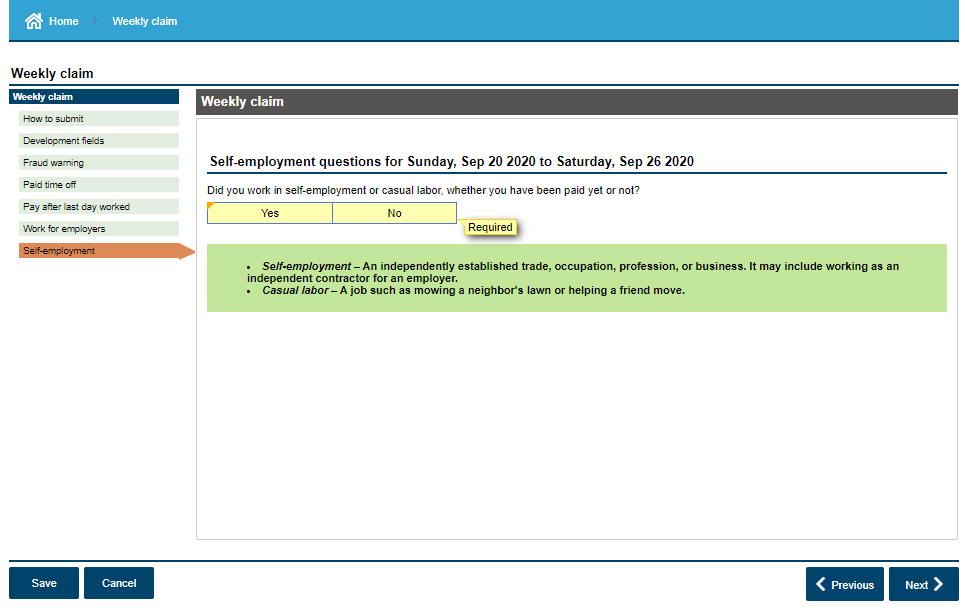 Home
Weekly claim
Weekly claim
Weekly claim
How to submit
Development fields
Fraud warning
Paid time off
Pay after last day worked
Work for employers
Self-employment
Weekly claim
Self-employment questions for Sunday, Sep 20 2020 to Saturday, Sep 26 2020
Did you work in self-employment or casual labor, whether you have been paid yet or not?
Yes
No
Required
• Self-employment – An independently established trade, occupation, profession, or business. It may include working as an
independent contractor for an employer.
• Casual labor – A job such as mowing a neighbor's lawn or helping a friend move.
Save
Cancel
Previous
Next